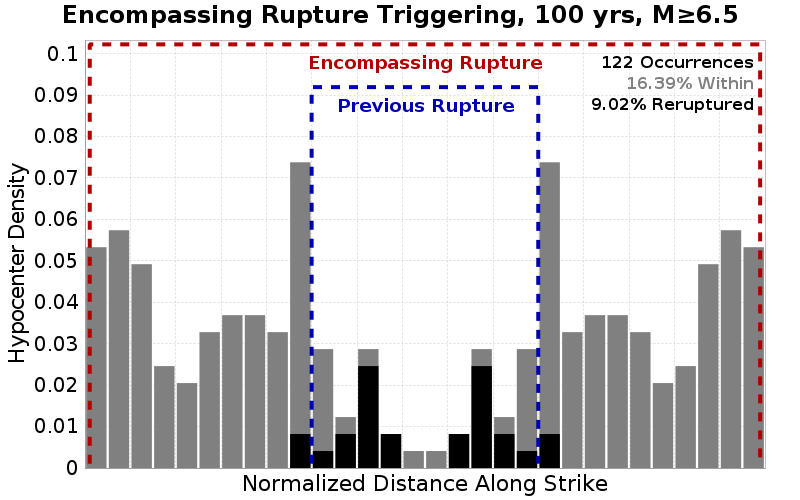 Encompassing Rupture Triggering, 100 yrs, M≥6.5
Encompassing Rupture
122 Occurrences
16.39% Within
9.02% Reruptured
Previous Rupture
Hypocenter Density
0.1
0.09
0.08
0.07
0.06
0.05
0.04
0.03
0.02
0.01
0
Normalized Distance Along Strike